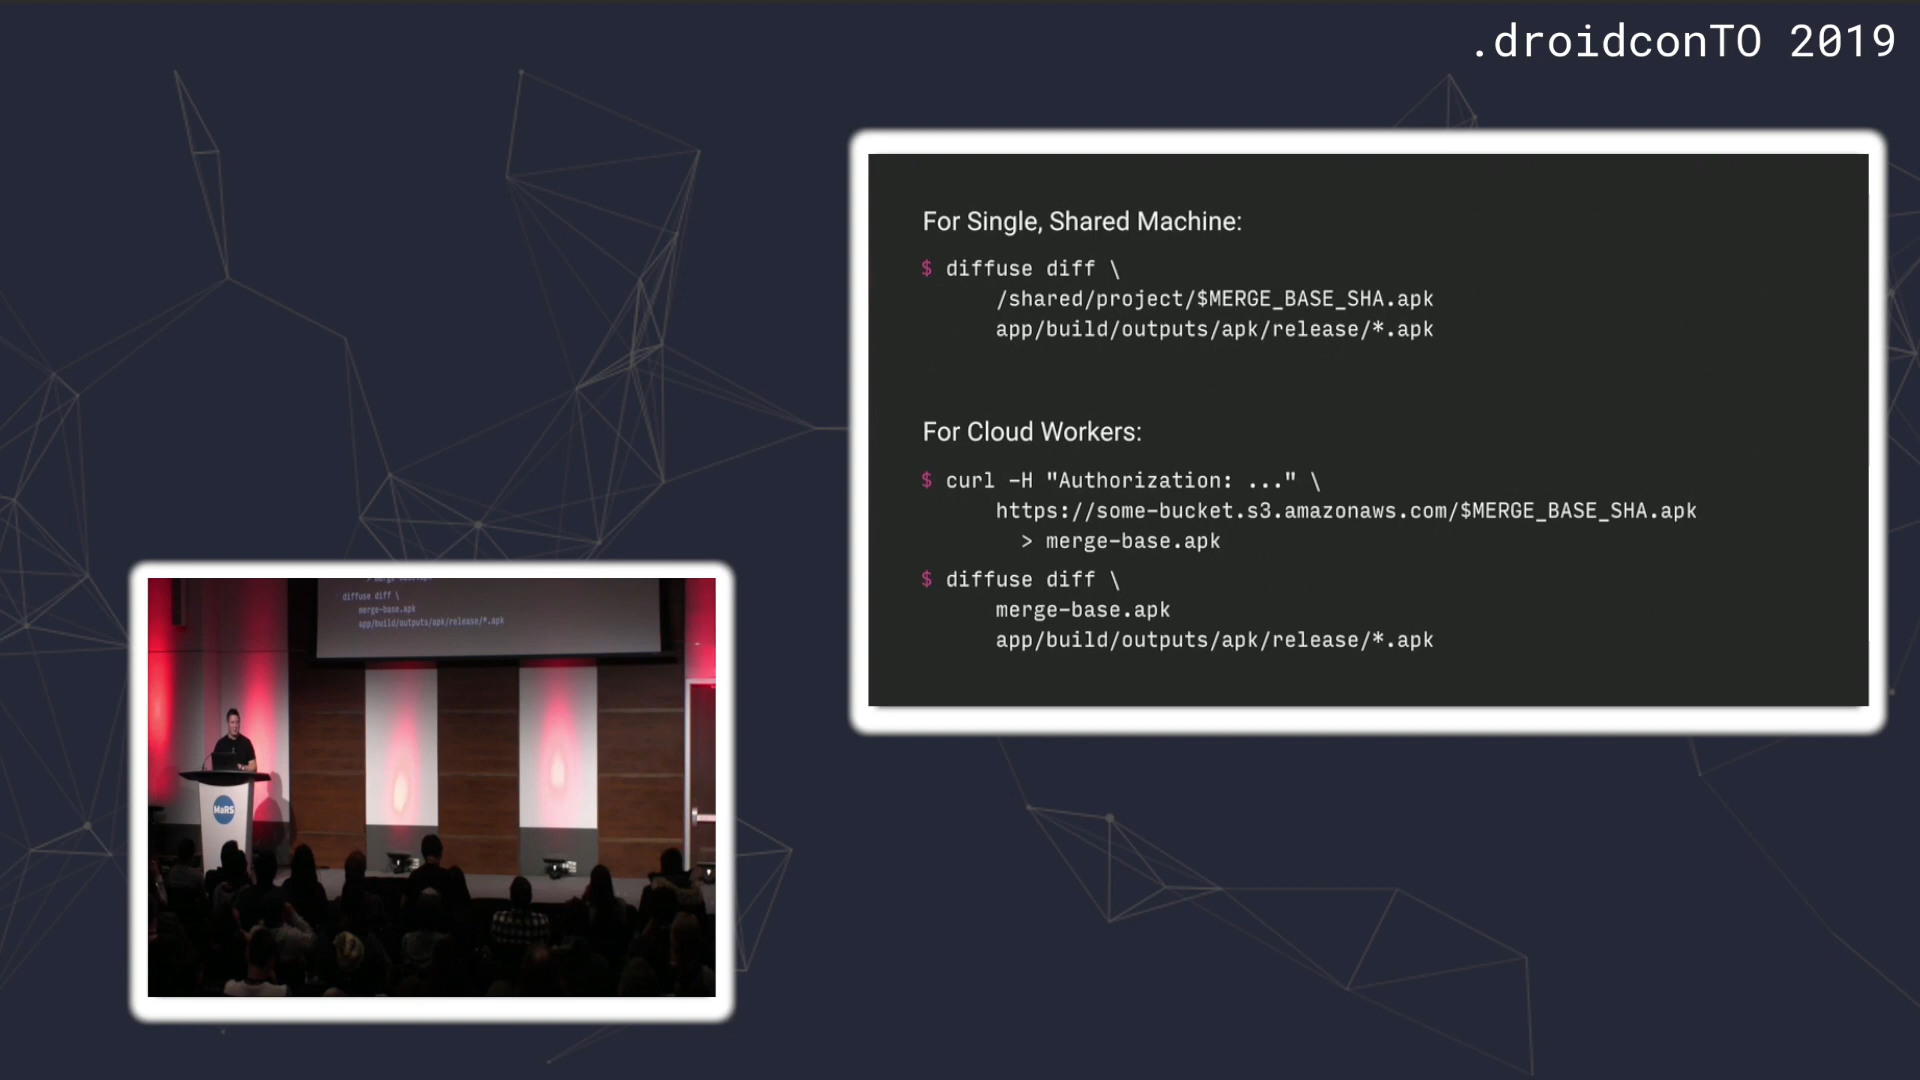 .droidconTO 2019
For Single, Shared Machine:
$ diffuse diff \
/shared/project/$MERGE_BASE_SHA.apk
app/build/outputs/apk/release/*.apk
For Cloud Workers:
$ curl -H "Authorization: ..." \
https://some-bucket.s3.amazonaws.com/$MERGE_BASE_SHA.apk
> merge-base.apk
$ diffuse diff \
merge-base.apk
app/build/outputs/apk/release/*.apk
> merge-base.apk
diffuse diff \
merge-base.apk
app/build/outputs/apk/release/*.apk
MaRS